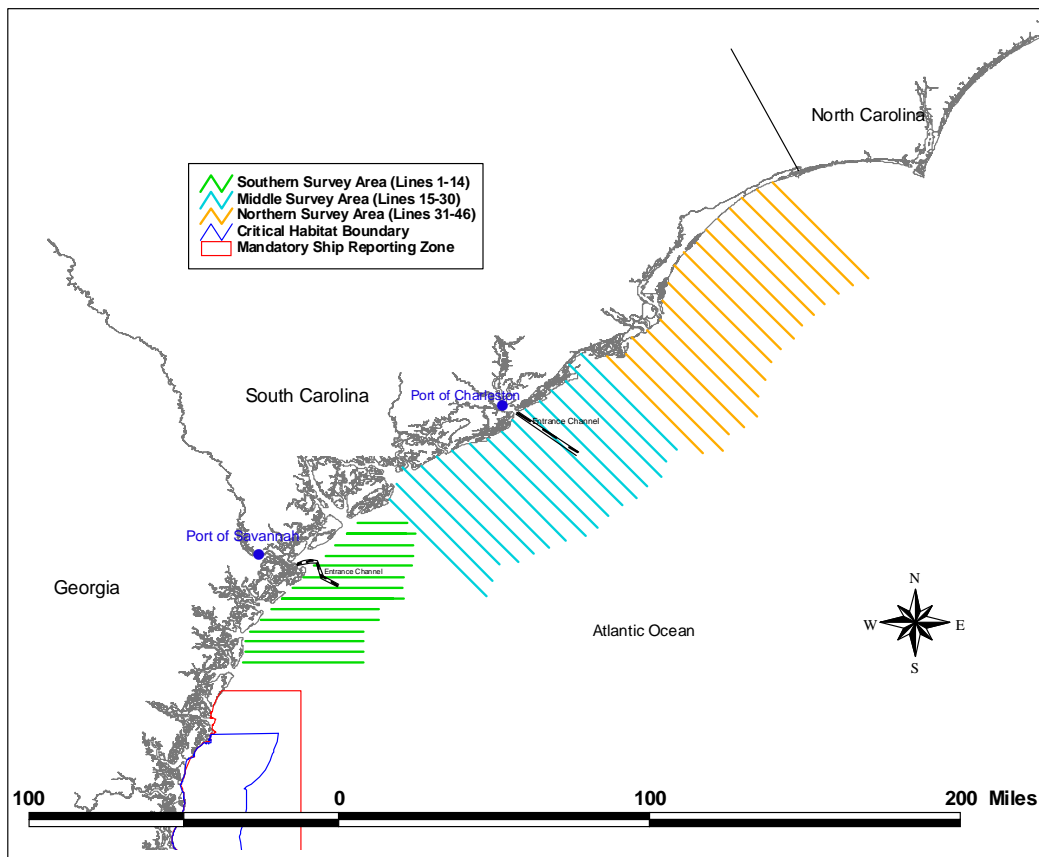 North Carolina
Southern Survey Area (Lines 1-14)
Middle Survey Area (Lines 15-30)
Northern Survey Area (Lines 31-46)
Critical Habitat Boundary
Mandatory Ship Reporting Zone
South Carolina
Port of Charleston
Entrance Channel
Port of Savannah
Entrance Channel
Georgia
Atlantic Ocean
N
W E
S
100 0 100 200 Miles